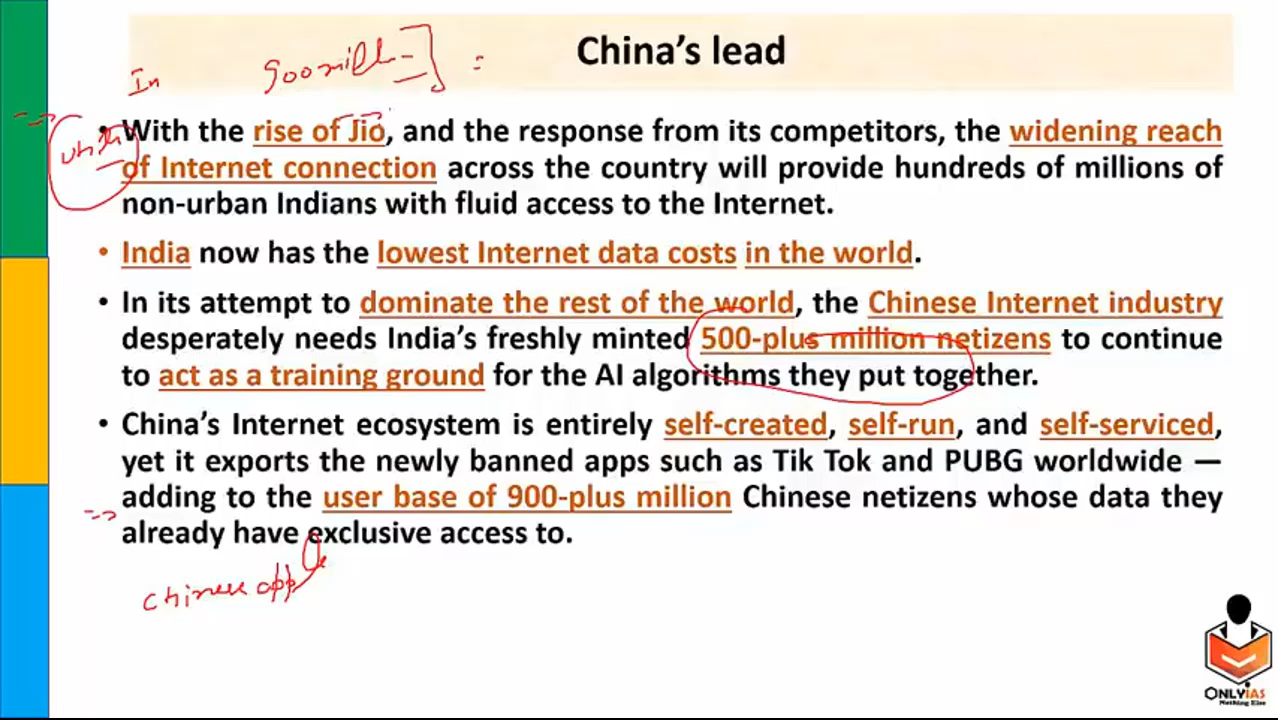 China's lead
In
• With the rise of Jio, and the response from its competitors, the widening reach
of Internet connection across the country will provide hundreds of millions of
non-urban Indians with fluid access to the Internet.
• India now has the lowest Internet data costs in the world.
• In its attempt to dominate the rest of the world, the Chinese Internet industry
desperately needs India's freshly minted 500-plus million netizens to continue
to act as a training ground for the AI algorithms they put together.
• China's Internet ecosystem is entirely self-created, self-run, and self-serviced,
yet it exports the newly banned apps such as Tik Tok and PUBG worldwide —
adding to the user base of 900-plus million Chinese netizens whose data they
already have exclusive access to.
chinese app
ONLYIAS
Nothing Else